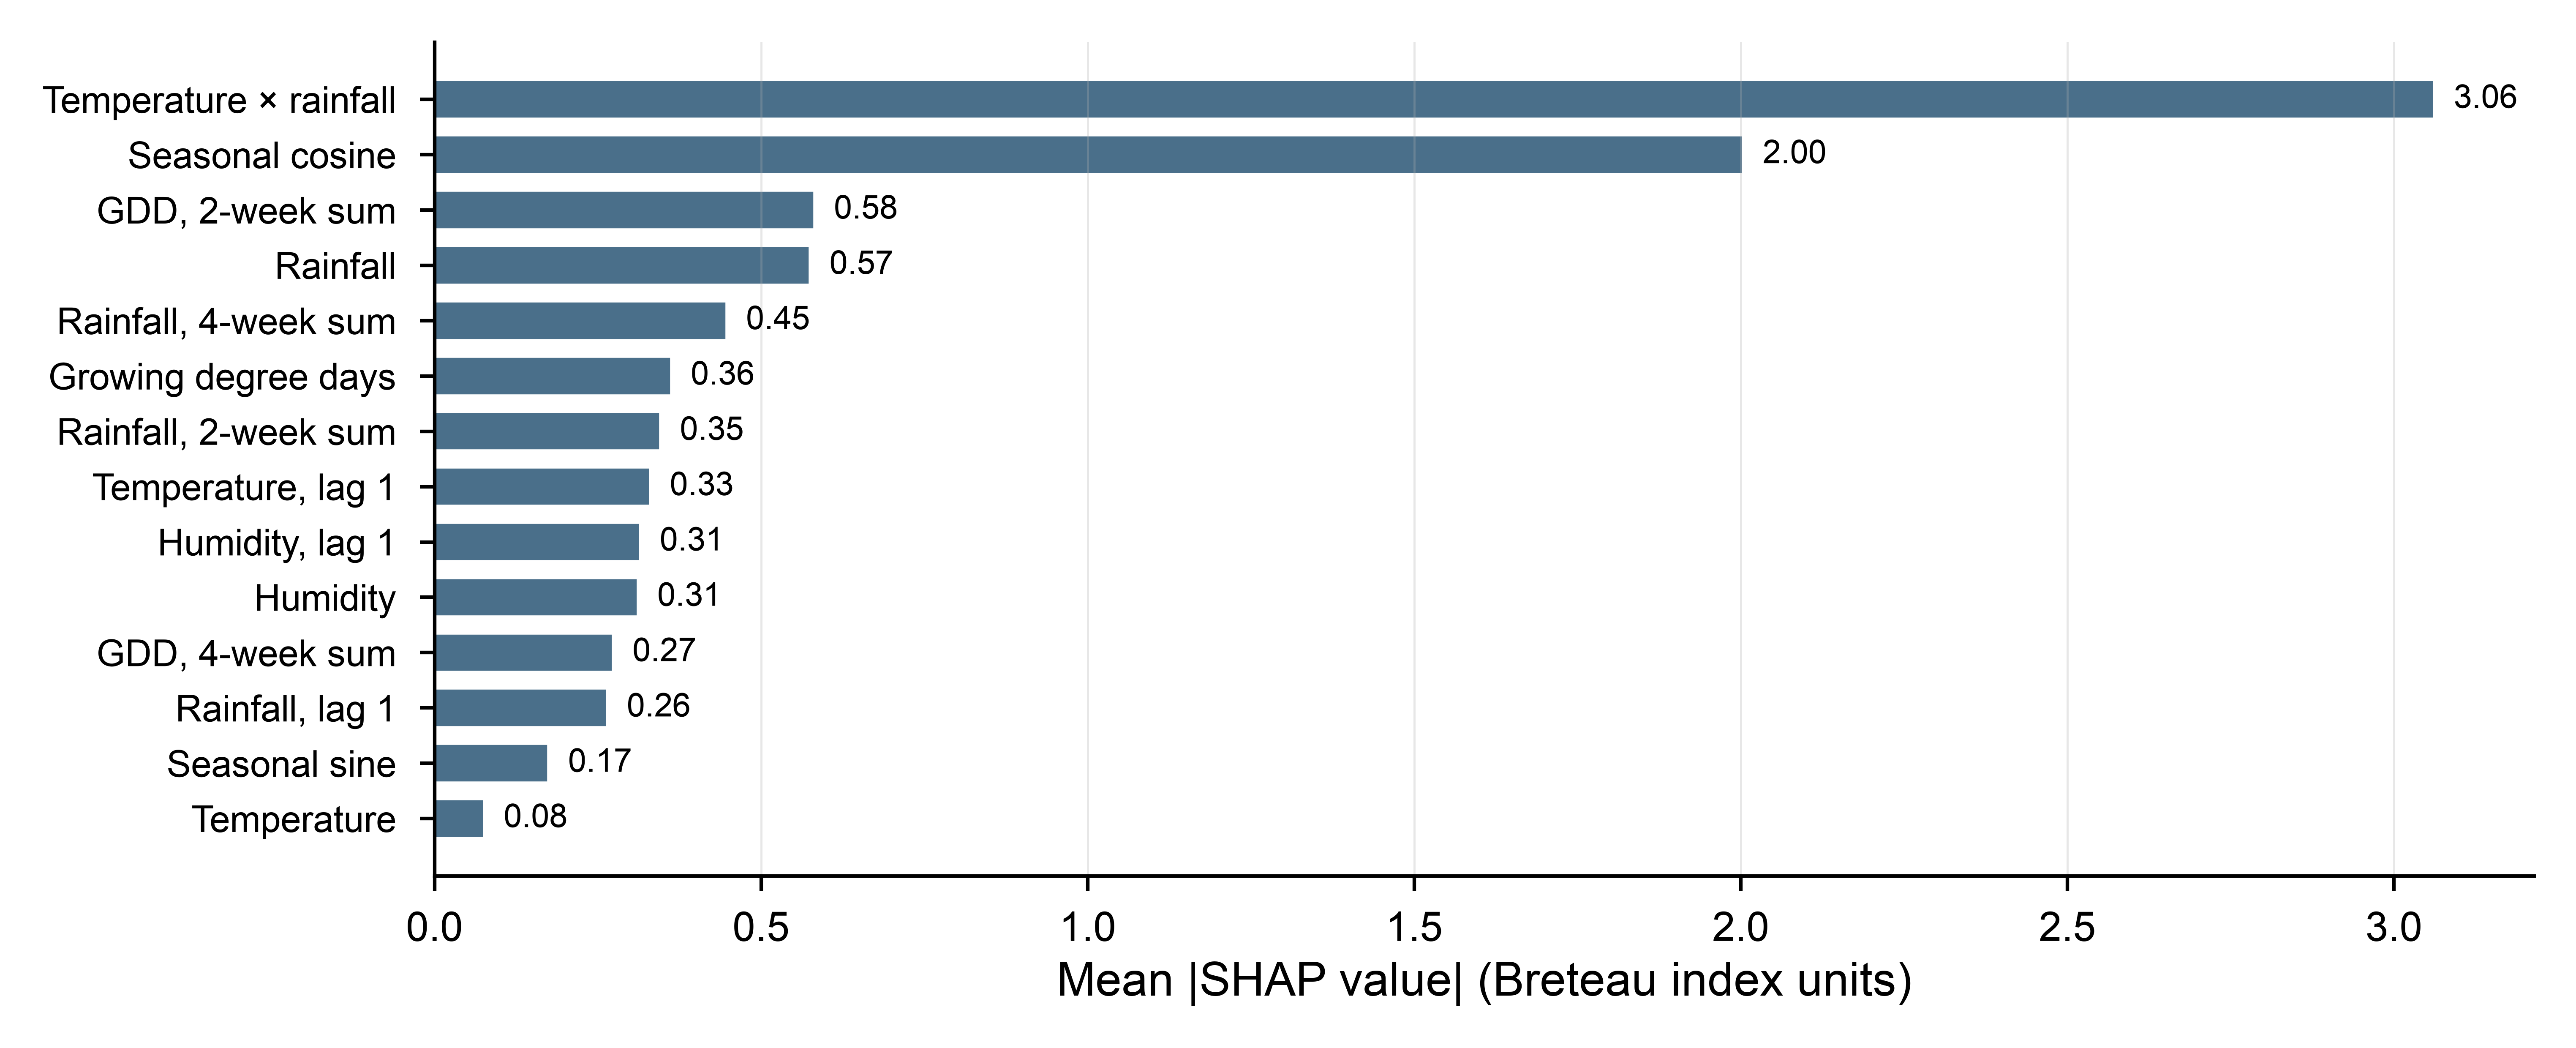 Temperature × rainfall 3.06
Seasonal cosine 2.00
GDD, 2-week sum 0.58
Rainfall 0.57
Rainfall, 4-week sum 0.45
Growing degree days 0.36
Rainfall, 2-week sum 0.35
Temperature, lag 1 0.33
Humidity, lag 1 0.31
Humidity 0.31
GDD, 4-week sum 0.27
Rainfall, lag 1 0.26
Seasonal sine 0.17
Temperature 0.08
0.0 0.5 1.0 1.5 2.0 2.5 3.0
Mean |SHAP value| (Breteau index units)